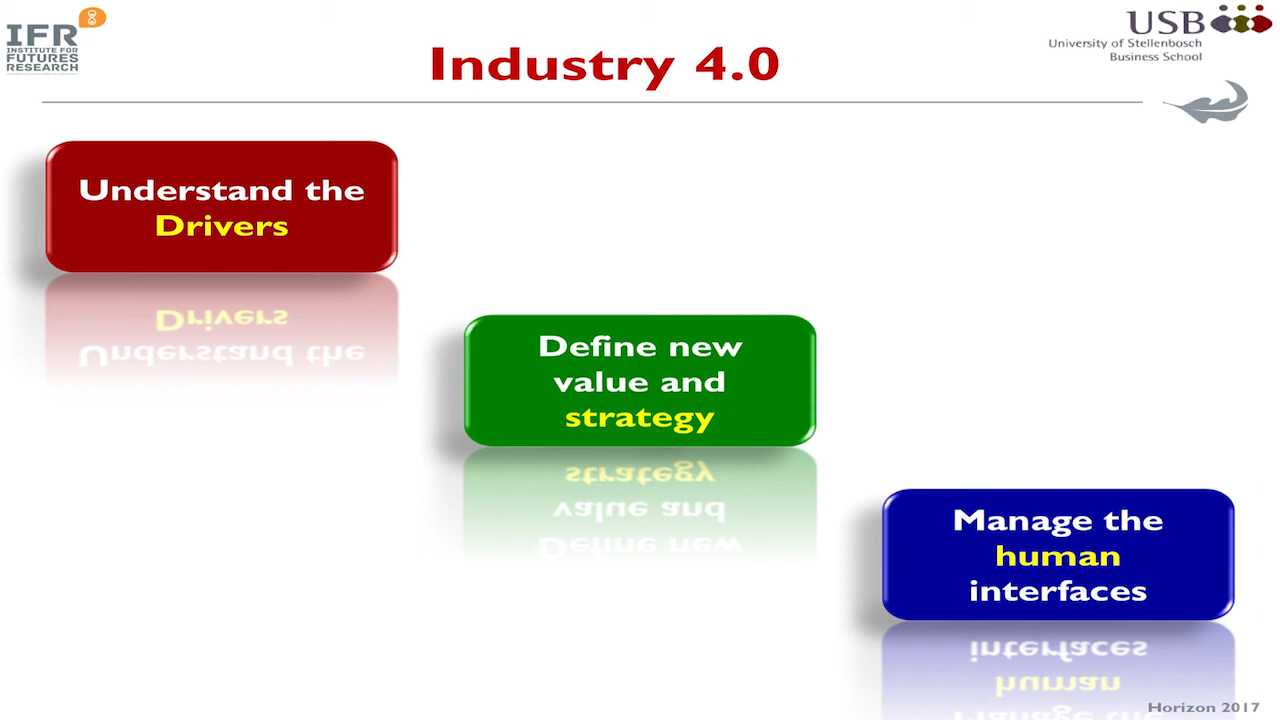 IFR
INSTITUTE FOR
FUTURES
RESEARCH
USB
University of Stellenbosch
Business School
Industry 4.0
Understand the
Drivers
Define new
value and
strategy
Manage the
human
interfaces
Horizon 2017